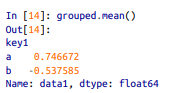 In [14]: grouped.mean()
Out[14]:
key1
a    0.746672
b   -0.537585
Name: data1, dtype: float64